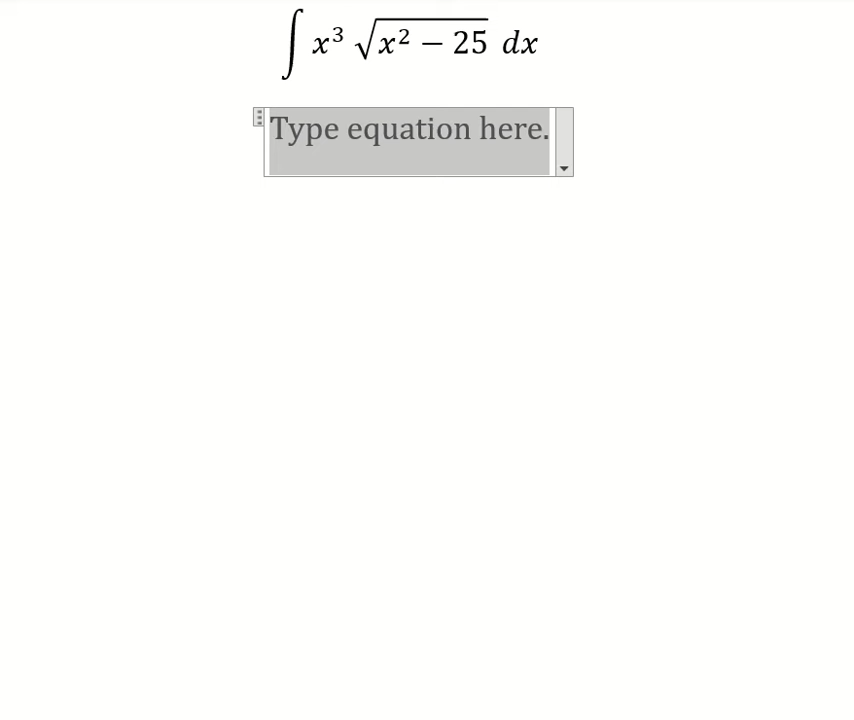 ∫ x³ √(x² − 25) dx
Type equation here.